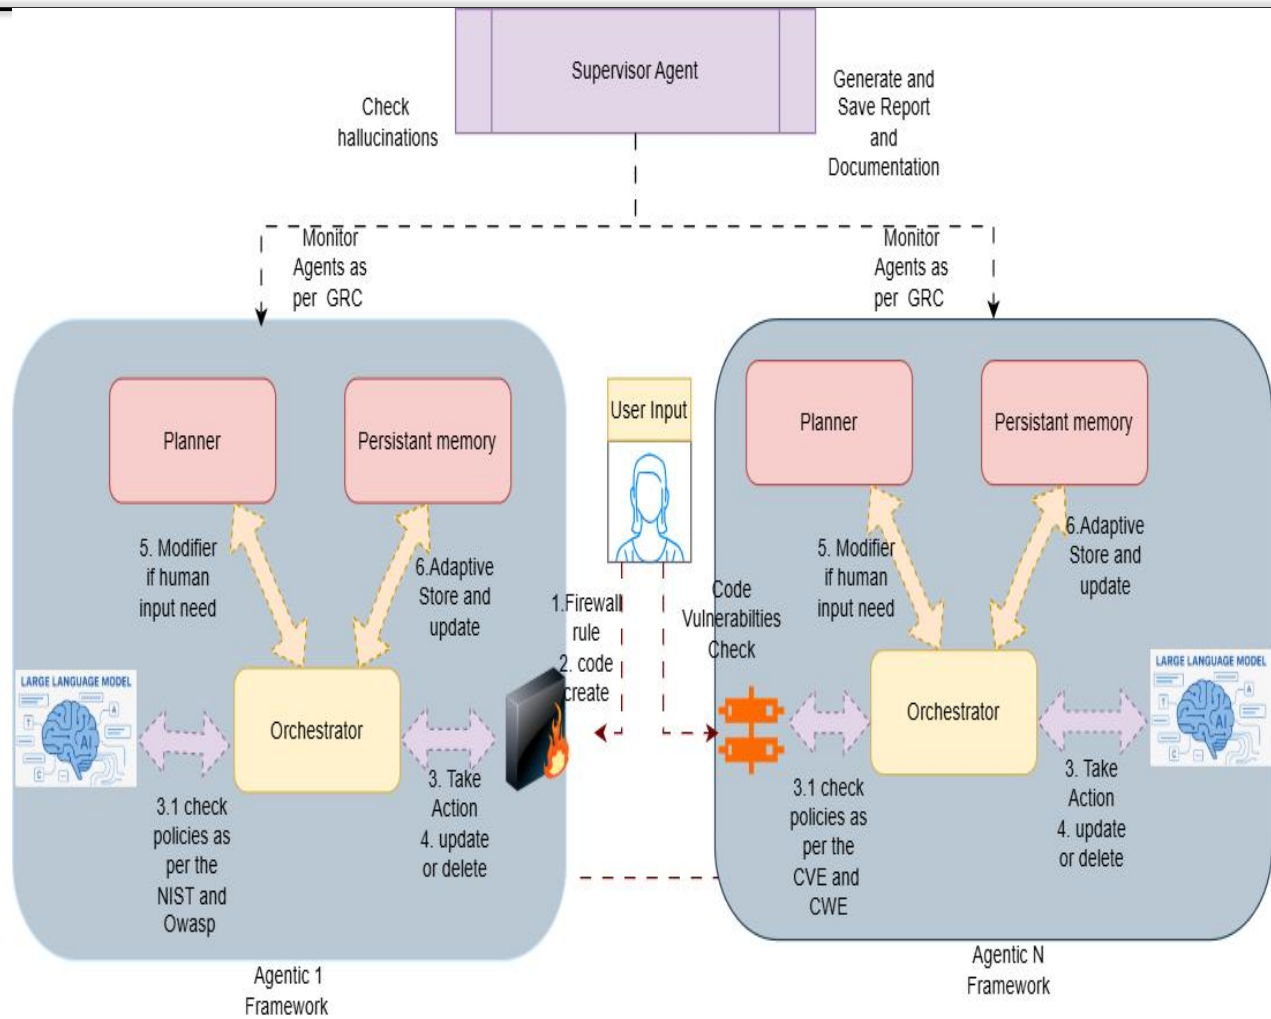 Supervisor Agent
Check
hallucinations
Generate and
Save Report
and
Documentation
Monitor
Agents as
per GRC
Monitor
Agents as
per GRC
Planner
Persistant memory
5. Modifier
if human
input need
6.Adaptive
Store and
update
LARGE LANGUAGE MODEL
AI
Orchestrator
3.1 check
policies as
per the
NIST and
Owasp
3. Take
Action
4. update
or delete
Agentic 1
Framework
User Input
1.Firewall
rule
2. code
create
Code
Vulnerabilties
Check
Planner
Persistant memory
5. Modifier
if human
input need
6.Adaptive
Store and
update
Orchestrator
LARGE LANGUAGE MODEL
AI
3.1 check
policies as
per the
CVE and
CWE
3. Take
Action
4. update
or delete
Agentic N
Framework